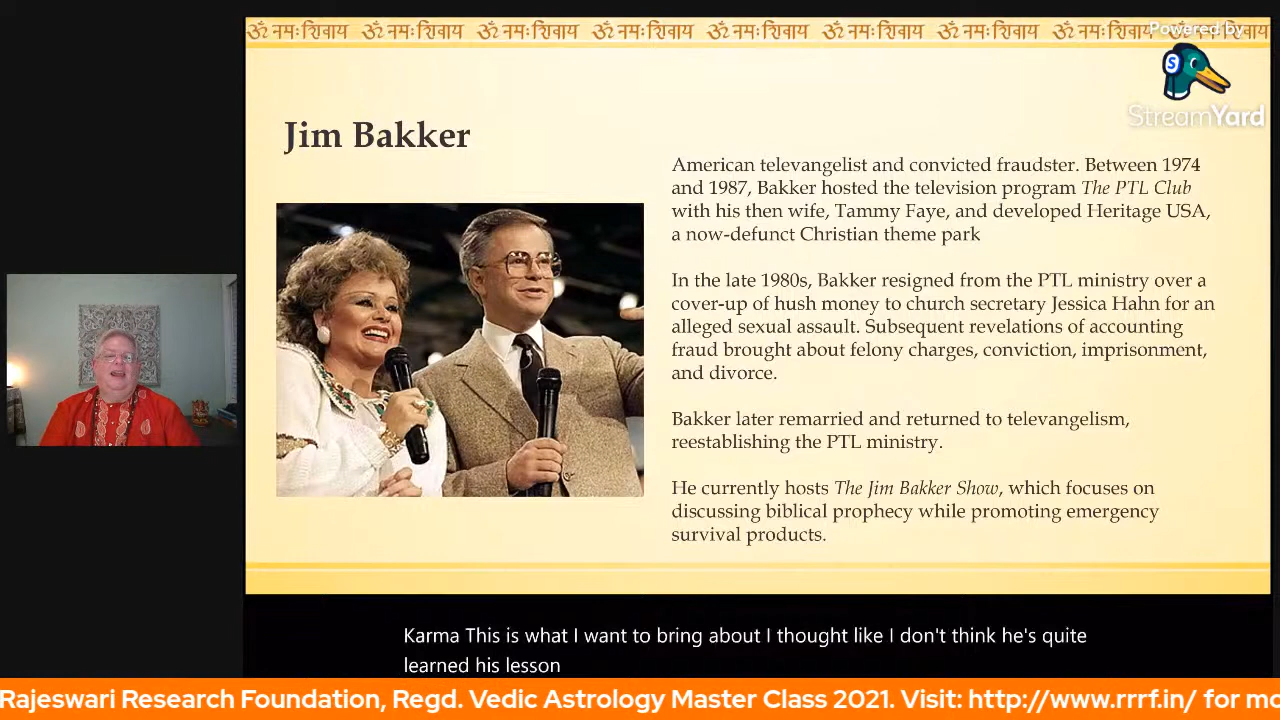 ॐ नमः शिवाय ॐ नमः शिवाय ॐ नमः शिवाय ॐ नमः शिवाय ॐ नमः शिवाय ॐ नमः शिवाय ॐ नमः शिवाय ॐ नमः शिवाय ॐ नमः शिवाय
Powered by
S
StreamYard
Jim Bakker
American televangelist and convicted fraudster. Between 1974
and 1987, Bakker hosted the television program The PTL Club
with his then wife, Tammy Faye, and developed Heritage USA,
a now-defunct Christian theme park
In the late 1980s, Bakker resigned from the PTL ministry over a
cover-up of hush money to church secretary Jessica Hahn for an
alleged sexual assault. Subsequent revelations of accounting
fraud brought about felony charges, conviction, imprisonment,
and divorce.
Bakker later remarried and returned to televangelism,
reestablishing the PTL ministry.
He currently hosts The Jim Bakker Show, which focuses on
discussing biblical prophecy while promoting emergency
survival products.
Karma This is what I want to bring about I thought like I don't think he's quite
learned his lesson
Rajeswari Research Foundation, Regd. Vedic Astrology Master Class 2021. Visit: http://www.rrrf.in/ for mo